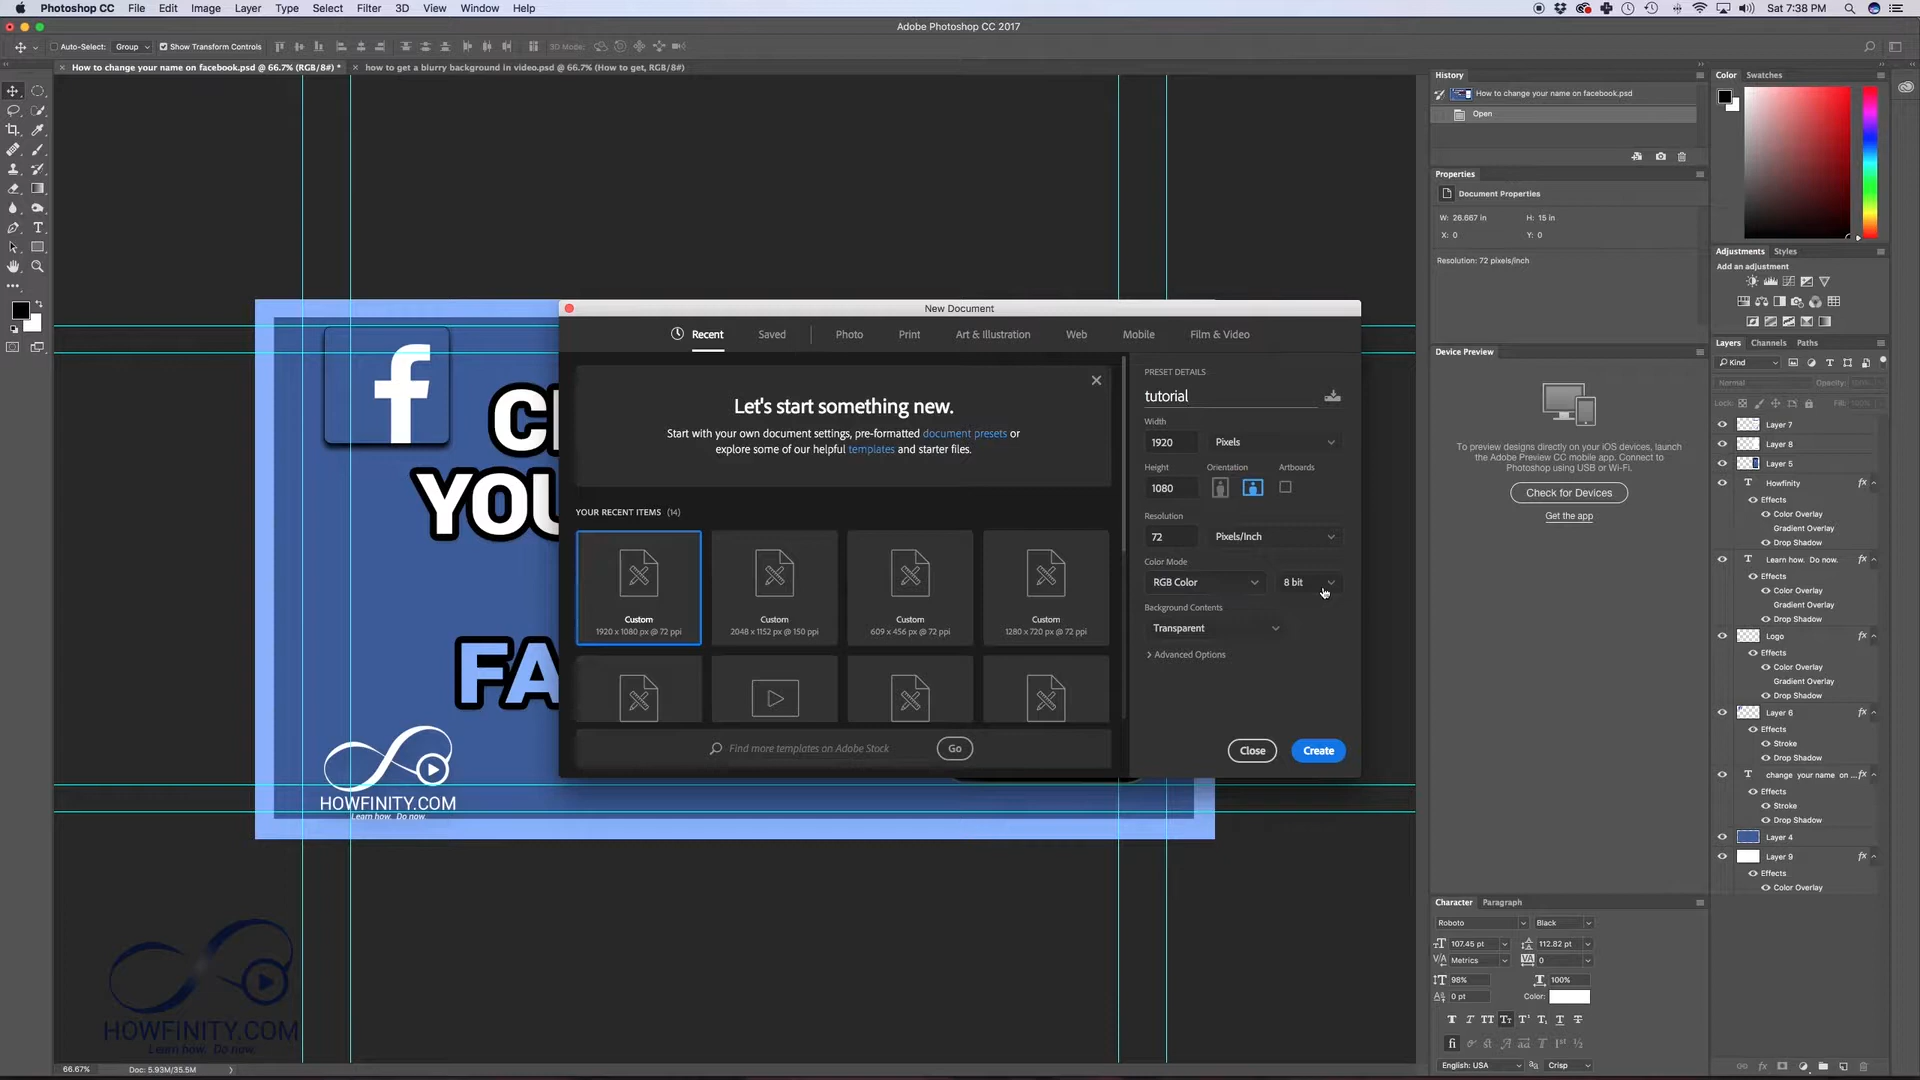 Photoshop CC File Edit Image Layer Type Select Filter 3D View Window Help
Sat 7:38 PM
Adobe Photoshop CC 2017
Auto-Select: Group Show Transform Controls 3D Mode:
How to change your name on facebook.psd @ 66.7% (RGB/8#) *
how to get a blurry background in video.psd @ 66.7% (How to get, RGB/8#)
f
YOU
FA
HOWFINITY.COM
Learn how. Do now.
HOWFINITY.COM
Learn how. Do now.
66.67% Doc: 5.93M/35.5M
New Document
Recent Saved Photo Print Art & Illustration Web Mobile Film & Video
Let's start something new.
Start with your own document settings, pre-formatted document presets or
explore some of our helpful templates and starter files.
YOUR RECENT ITEMS (14)
Custom
1920 x 1080 px @ 72 ppi
Custom
2048 x 1152 px @ 150 ppi
Custom
609 x 456 px @ 72 ppi
Custom
1280 x 720 px @ 72 ppi
Find more templates on Adobe Stock
Go
PRESET DETAILS
tutorial
Width
1920 Pixels
Height Orientation Artboards
1080
Resolution
72 Pixels/Inch
Color Mode
RGB Color 8 bit
Background Contents
Transparent
Advanced Options
Close Create
History
How to change your name on facebook.psd
Open
Properties
Document Properties
W: 26.667 in H: 15 in
X: 0 Y: 0
Resolution: 72 pixels/inch
Device Preview
To preview designs directly on your iOS devices, launch
the Adobe Preview CC mobile app. Connect to
Photoshop using USB or Wi-Fi.
Check for Devices
Get the app
Character Paragraph
Roboto Black
107.45 pt 112.82 pt
Metrics 0
98% 100%
0 pt Color:
English: USA Crisp
Color Swatches
Adjustments Styles
Add an adjustment
Layers Channels Paths
Kind
Normal Opacity:
Lock: Fill:
Layer 7
Layer 8
Layer 5
Howfinity
Effects
Color Overlay
Gradient Overlay
Drop Shadow
Learn how. Do now.
Effects
Color Overlay
Gradient Overlay
Drop Shadow
Logo
Effects
Color Overlay
Gradient Overlay
Drop Shadow
Layer 6
Effects
Stroke
Drop Shadow
change your name on ...
Effects
Stroke
Drop Shadow
Layer 4
Layer 9
Effects
Color Overlay